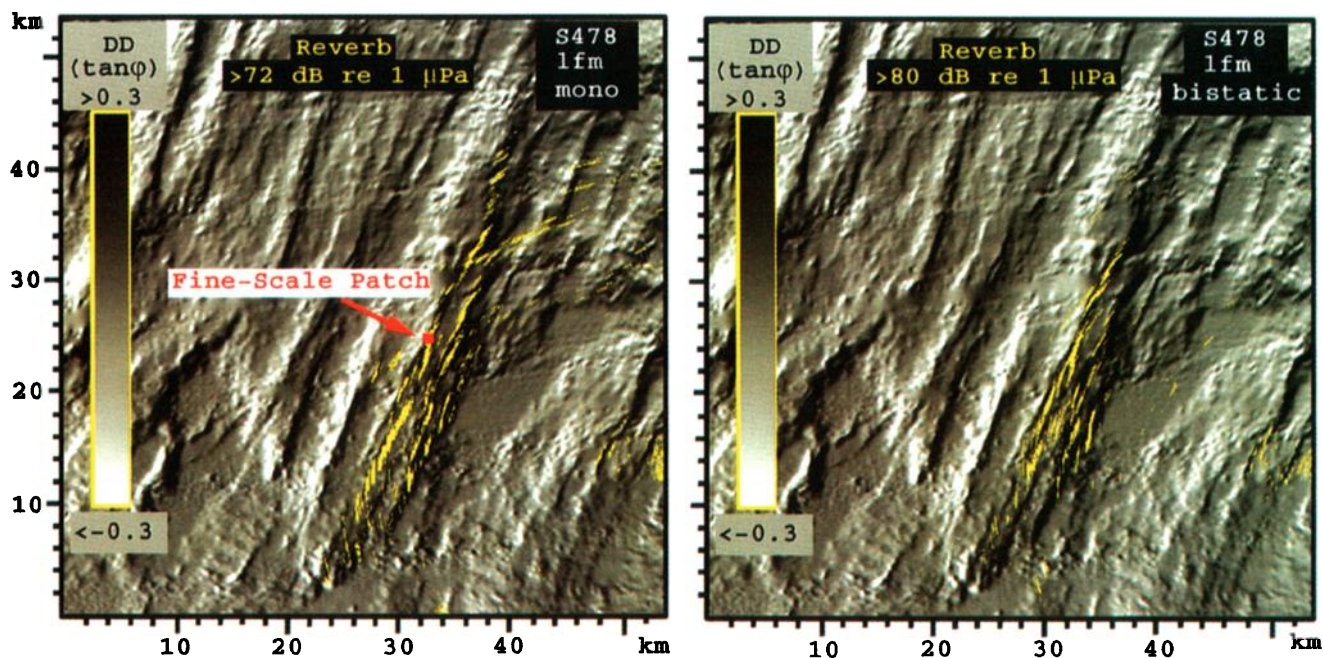 km
DD
(tanφ)
>0.3
Reverb
>72 dB re 1 μPa
S478
lfm
mono
40
30
20
10
Fine-Scale Patch
<-0.3
10
20
30
40
km
DD
(tanφ)
>0.3
Reverb
>80 dB re 1 μPa
S478
lfm
bistatic
<-0.3
10
20
30
40
km